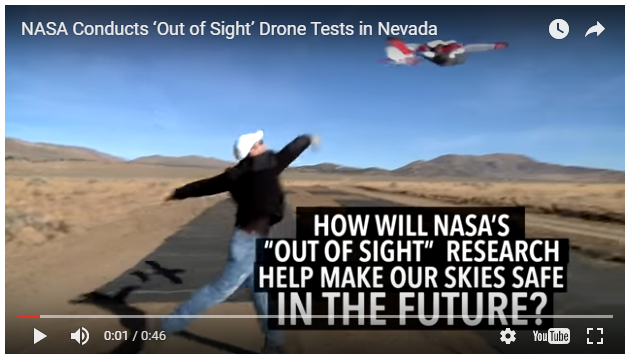 NASA Conducts ‘Out of Sight’ Drone Tests in Nevada
HOW WILL NASA'S
"OUT OF SIGHT" RESEARCH
HELP MAKE OUR SKIES SAFE
IN THE FUTURE?
0:01 / 0:46
YouTube